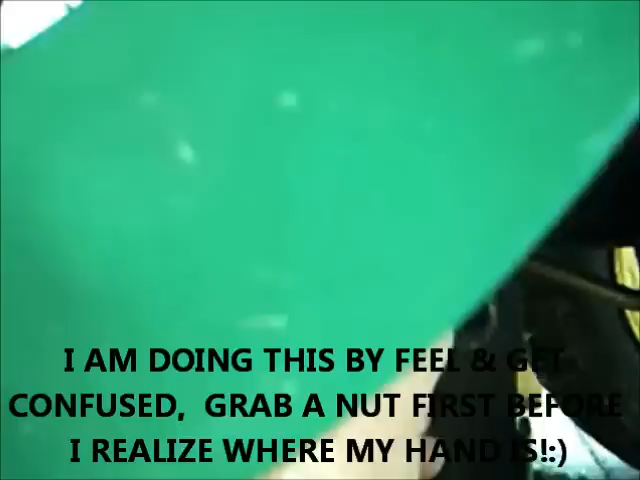 I AM DOING THIS BY FEEL & GET
CONFUSED,  GRAB A NUT FIRST BEFORE
I REALIZE WHERE MY HAND IS!:)